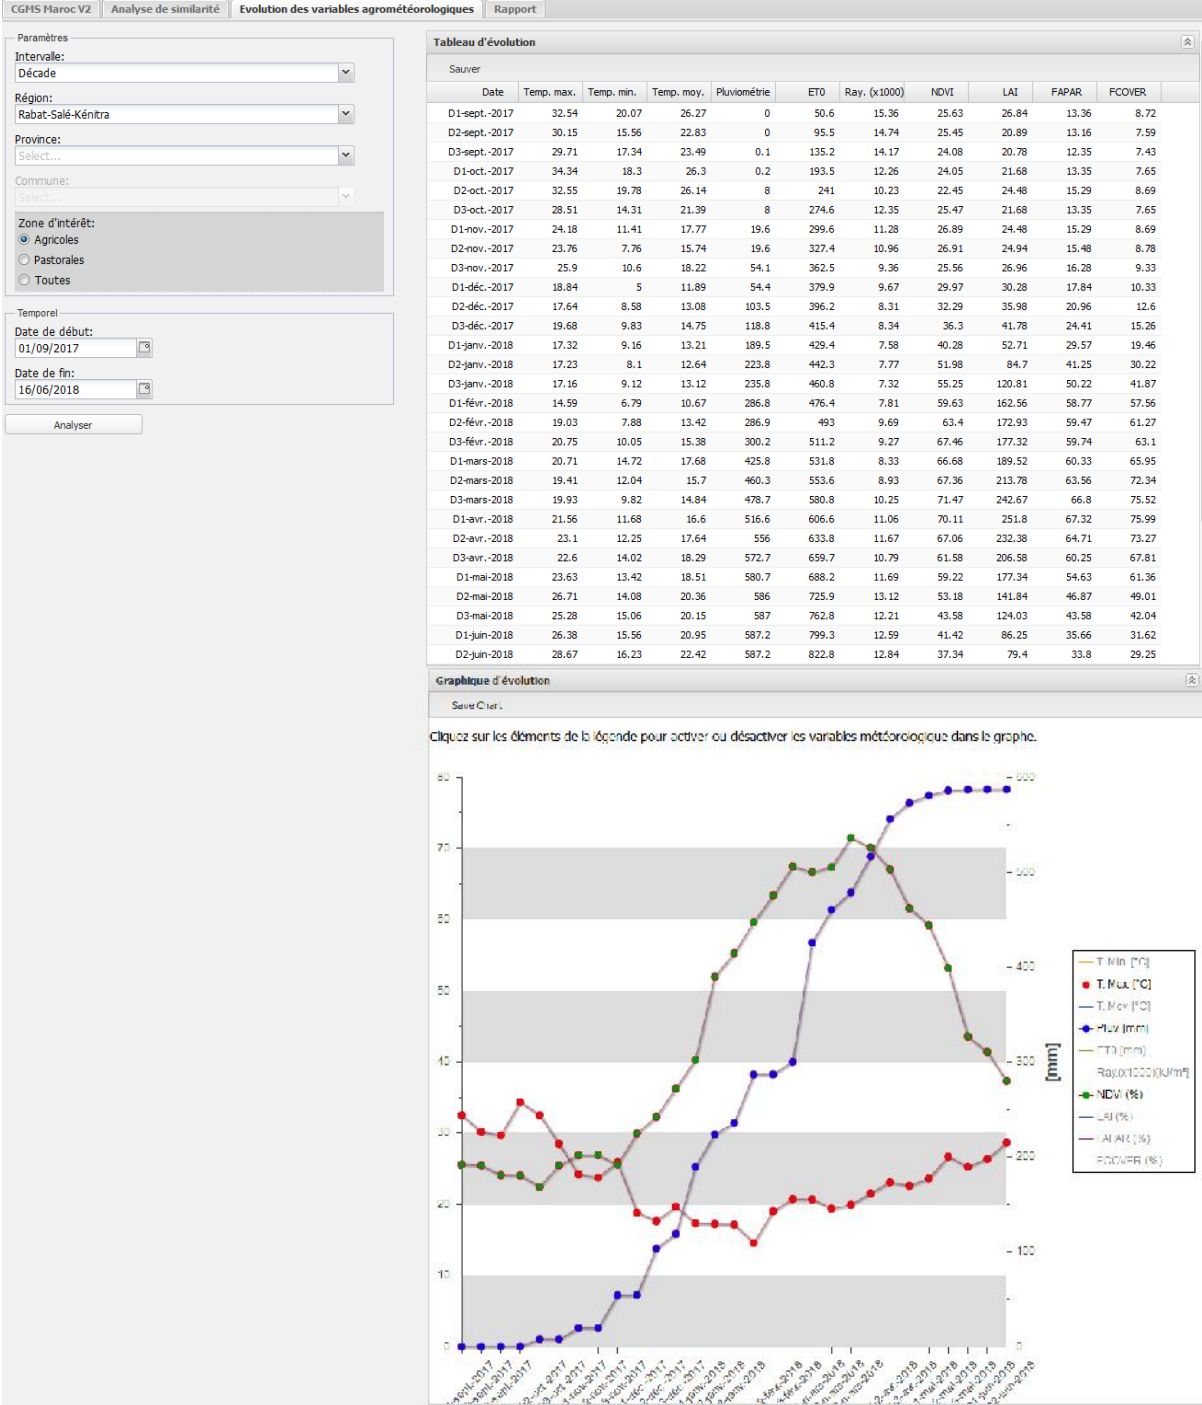 CGMS Maroc V2 Analyse de similarité Evolution des variables agrométéorologiques Rapport
Paramètres
Intervalle:
Décade
Région:
Rabat-Salé-Kénitra
Province:
Select...
Commune:
Select...
Zone d'intérêt:
Agricoles
Pastorales
Toutes
Temporel
Date de début:
01/09/2017
Date de fin:
16/06/2018
Analyser
Tableau d'évolution
Sauver
Date Temp. max. Temp. min. Temp. moy. Pluviométrie ET0 Ray. (x1000) NDVI LAI FAPAR FCOVER
D1-sept.-2017 32.54 20.07 26.27 0 50.6 15.36 25.63 26.84 13.36 8.72
D2-sept.-2017 30.15 15.56 22.83 0 95.5 14.74 25.45 20.89 13.16 7.59
D3-sept.-2017 29.71 17.34 23.49 0.1 135.2 14.17 24.08 20.78 12.35 7.43
D1-oct.-2017 34.34 18.3 26.3 0.2 193.5 12.26 24.05 21.68 13.35 7.65
D2-oct.-2017 32.55 19.78 26.14 8 241 10.23 22.45 24.48 15.29 8.69
D3-oct.-2017 28.51 14.31 21.39 8 274.6 12.35 25.47 21.68 13.35 7.65
D1-nov.-2017 24.18 11.41 17.77 19.6 299.6 11.28 26.89 24.48 15.29 8.69
D2-nov.-2017 23.76 7.76 15.74 19.6 327.4 10.96 26.91 24.94 15.48 8.78
D3-nov.-2017 25.9 10.6 18.22 54.1 362.5 9.36 25.56 26.96 16.28 9.33
D1-déc.-2017 18.84 5 11.89 54.4 379.9 9.67 29.97 30.28 17.84 10.33
D2-déc.-2017 17.64 8.58 13.08 103.5 396.2 8.31 32.29 35.98 20.96 12.6
D3-déc.-2017 19.68 9.83 14.75 118.8 415.4 8.34 36.3 41.78 24.41 15.26
D1-janv.-2018 17.32 9.16 13.21 189.5 429.4 7.58 40.28 52.71 29.57 19.46
D2-janv.-2018 17.23 8.1 12.64 223.8 442.3 7.77 51.98 84.7 41.25 30.22
D3-janv.-2018 17.16 9.12 13.12 235.8 460.8 7.32 55.25 120.81 50.22 41.87
D1-févr.-2018 14.59 6.79 10.67 286.8 476.4 7.81 59.63 162.56 58.77 57.56
D2-févr.-2018 19.03 7.88 13.42 286.9 493 9.69 63.4 172.93 59.47 61.27
D3-févr.-2018 20.75 10.05 15.38 300.2 511.2 9.27 67.46 177.32 59.74 63.1
D1-mars-2018 20.71 14.72 17.68 425.8 531.8 8.33 66.68 189.52 60.33 65.95
D2-mars-2018 19.41 12.04 15.7 460.3 553.6 8.93 67.36 213.78 63.56 72.34
D3-mars-2018 19.93 9.82 14.84 478.7 580.8 10.25 71.47 242.67 66.8 75.52
D1-avr.-2018 21.56 11.68 16.6 516.6 606.6 11.06 70.11 251.8 67.32 75.99
D2-avr.-2018 23.1 12.25 17.64 556 633.8 11.67 67.06 232.38 64.71 73.27
D3-avr.-2018 22.6 14.02 18.29 572.7 659.7 10.79 61.58 206.58 60.25 67.81
D1-mai-2018 23.63 13.42 18.51 580.7 688.2 11.69 59.22 177.34 54.63 61.36
D2-mai-2018 26.71 14.08 20.36 586 725.9 13.12 53.18 141.84 46.87 49.01
D3-mai-2018 25.28 15.06 20.15 587 762.8 12.21 43.58 124.03 43.58 42.04
D1-juin-2018 26.38 15.56 20.95 587.2 799.3 12.59 41.42 86.25 35.66 31.62
D2-juin-2018 28.67 16.23 22.42 587.2 822.8 12.84 37.34 79.4 33.8 29.25
Graphique d'évolution
Save Chart
Cliquez sur les éléments de la légende pour activer ou désactiver les variables météorologique dans le graphe.
80
70
60
50
40
30
20
10
0
600
500
400
300
200
100
0
[mm]
T. Min [°C]
T. Max [°C]
T. Moy [°C]
Pluv [mm]
ET0 [mm]
Ray.(x1000)[kJ/m²]
NDVI (%)
LAI (%)
FAPAR (%)
FCOVER (%)